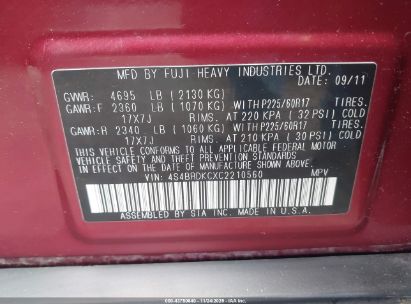 MFD. BY FUJI HEAVY INDUSTRIES LTD.
DATE: 09/11
GVWR: 4695 LB (2130 KG)
GAWR:F 2360 LB (1070 KG) WITH P225/60R17 TIRES.
17X7J RIMS. AT 220 KPA (32 PSI) COLD
GAWR:R 2340 LB (1060 KG) WITH P225/60R17 TIRES.
17X7J RIMS. AT 210 KPA (30 PSI) COLD
THIS VEHICLE CONFORMS TO ALL APPLICABLE FEDERAL MOTOR
VEHICLE SAFETY AND THEFT PREVENTION STANDARDS IN EFFECT
ON THE DATE OF MANUFACTURE SHOWN ABOVE.
VIN: 4S4BRDKCXC2210560 MPV
ASSEMBLED BY SIA INC. IN U.S.A.